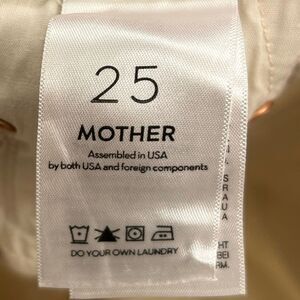 25
MOTHER
Assembled in USA
by both USA and foreign components
DO YOUR OWN LAUNDRY